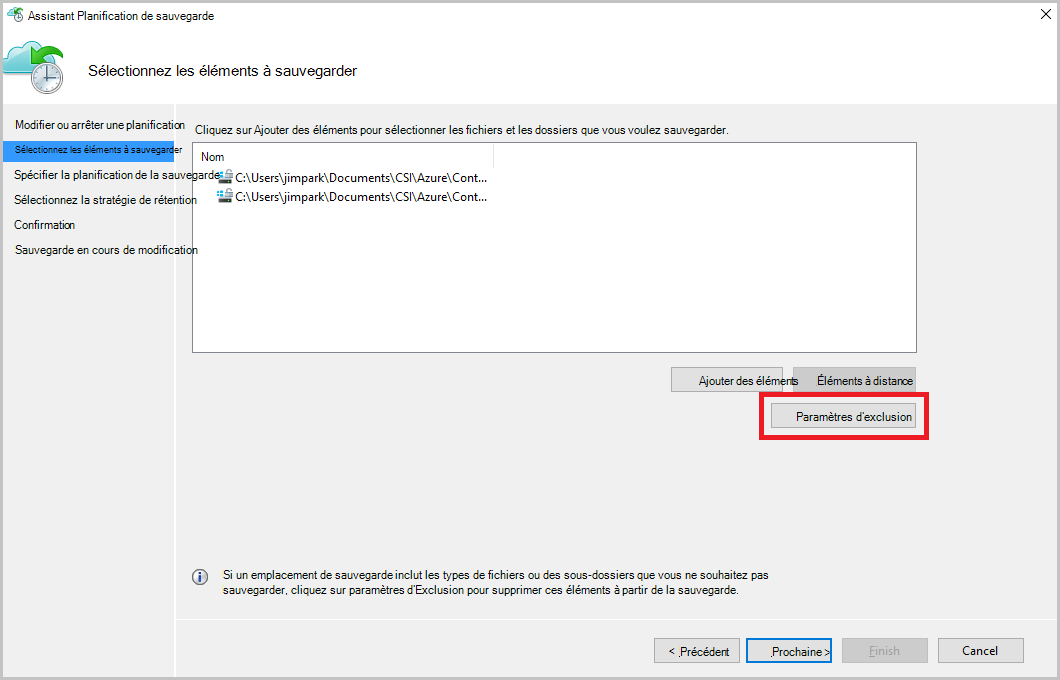 Assistant Planification de sauvegarde
Sélectionnez les éléments à sauvegarder
Modifier ou arrêter une planification
Sélectionnez les éléments à sauvegarder
Spécifier la planification de la sauvegarde
Sélectionnez la stratégie de rétention
Confirmation
Sauvegarde en cours de modification
Cliquez sur Ajouter des éléments pour sélectionner les fichiers et les dossiers que vous voulez sauvegarder.
Nom
C:\Users\jimpark\Documents\CSI\Azure\Cont...
C:\Users\jimpark\Documents\CSI\Azure\Cont...
Ajouter des éléments
Éléments à distance
Paramètres d'exclusion
Si un emplacement de sauvegarde inclut les types de fichiers ou des sous-dossiers que vous ne souhaitez pas
sauvegarder, cliquez sur paramètres d'Exclusion pour supprimer ces éléments à partir de la sauvegarde.
< Précédent
Prochaine >
Finish
Cancel